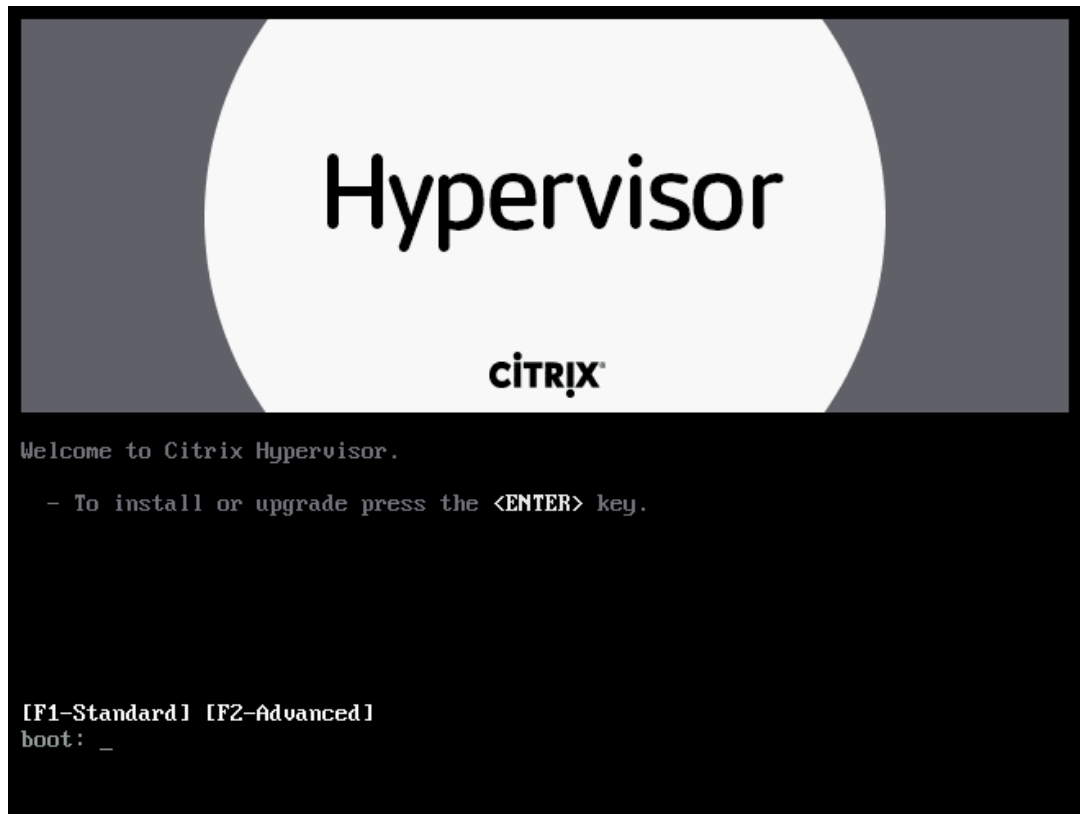 Hypervisor
CITRIX
Welcome to Citrix Hypervisor.
- To install or upgrade press the <ENTER> key.
[F1-Standard] [F2-Advanced]
boot: _